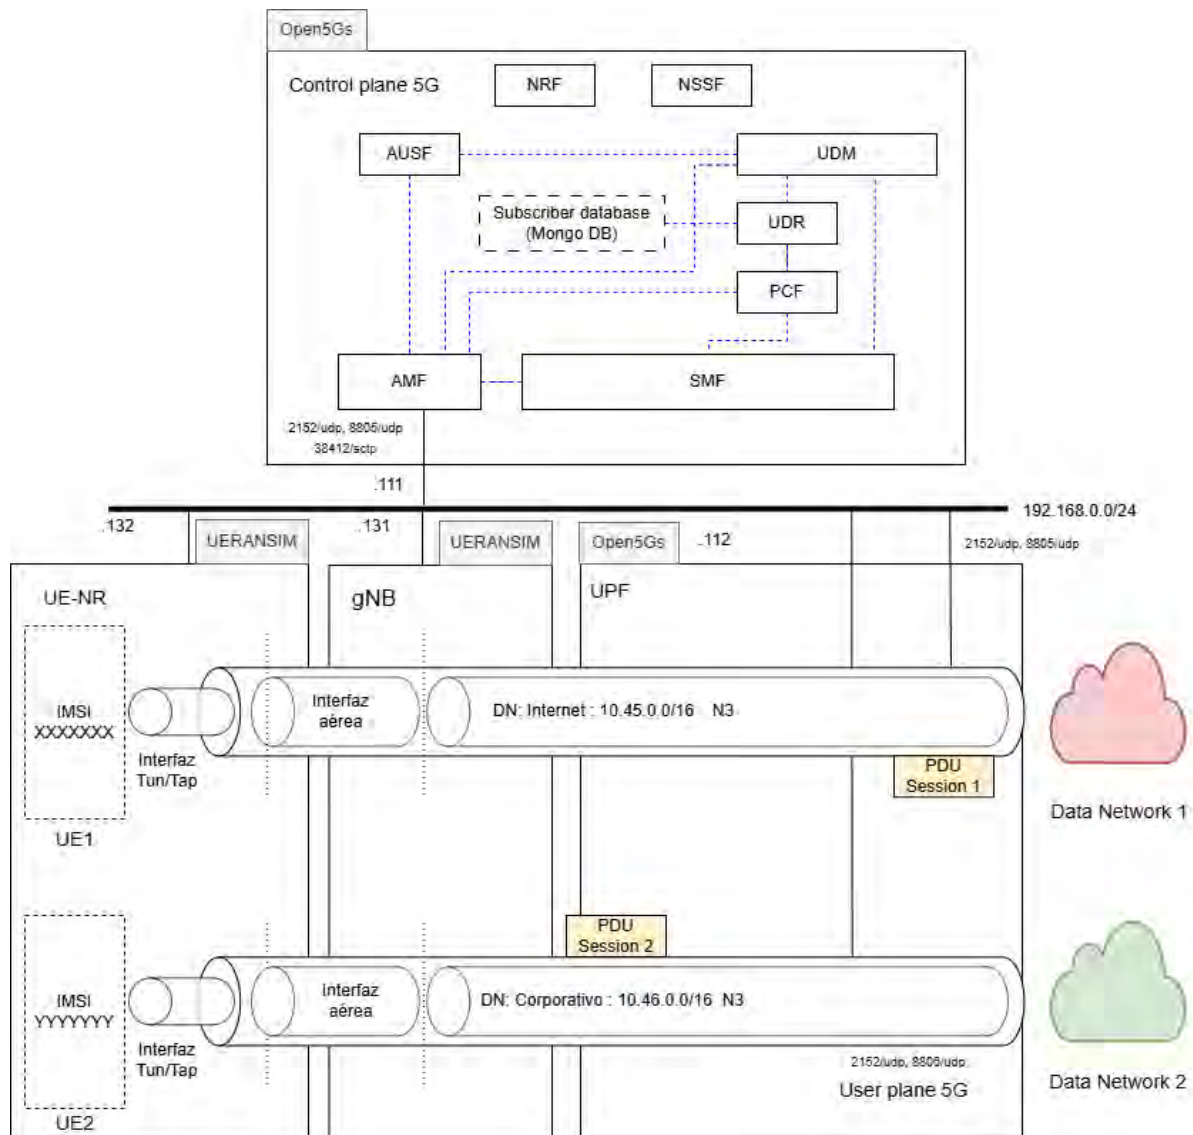 Open5Gs
Control plane 5G
NRF
NSSF
AUSF
UDM
Subscriber database
(Mongo DB)
UDR
PCF
AMF
SMF
2152/udp, 8805/udp
38412/sctp
.111
192.168.0.0/24
.132
UERANSIM
.131
UERANSIM
Open5Gs
.112
2152/udp, 8805/udp
UE-NR
gNB
UPF
IMSI
XXXXXXX
Interfaz
Tun/Tap
UE1
Interfaz
aérea
DN: Internet : 10.45.0.0/16 N3
PDU
Session 1
Data Network 1
PDU
Session 2
IMSI
YYYYYYY
Interfaz
Tun/Tap
UE2
Interfaz
aérea
DN: Corporativo : 10.46.0.0/16 N3
2152/udp, 8806/udp
User plane 5G
Data Network 2